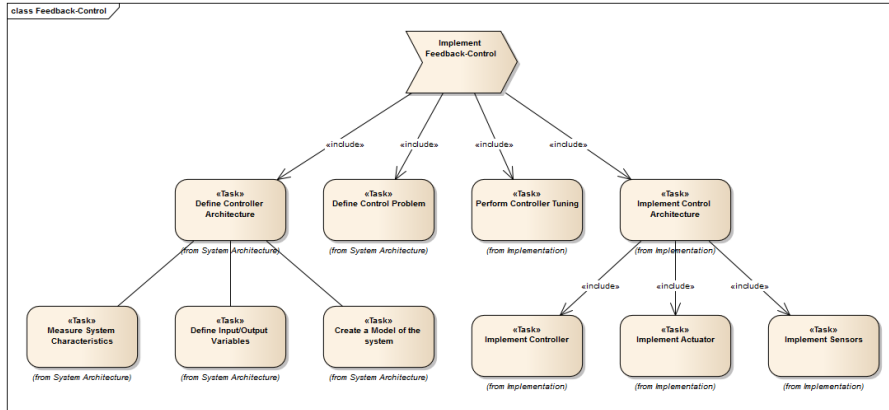 class Feedback-Control
Implement
Feedback-Control
«include»
«include»
«include»
«include»
«Task»
Define Controller
Architecture
(from System Architecture)
«Task»
Define Control Problem
(from System Architecture)
«Task»
Perform Controller Tuning
(from Implementation)
«Task»
Implement Control
Architecture
(from Implementation)
«include»
«include»
«include»
«Task»
Measure System
Characteristics
(from System Architecture)
«Task»
Define Input/Output
Variables
(from System Architecture)
«Task»
Create a Model of the
system
(from System Architecture)
«Task»
Implement Controller
(from Implementation)
«Task»
Implement Actuator
(from Implementation)
«Task»
Implement Sensors
(from Implementation)